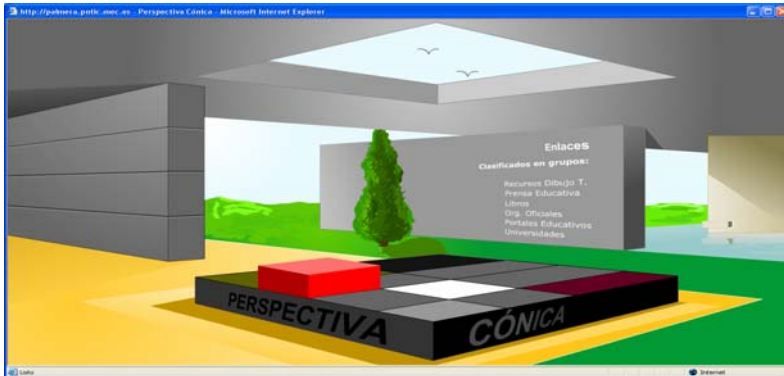 http://palmera.pntic.mec.es - Perspectiva Cónica - Microsoft Internet Explorer
Enlaces
Clasificados en grupos:
Recursos Dibujo T.
Prensa Educativa
Libros
Org. Oficiales
Portales Educativos
Universidades
PERSPECTIVA CÓNICA
Listo
Internet